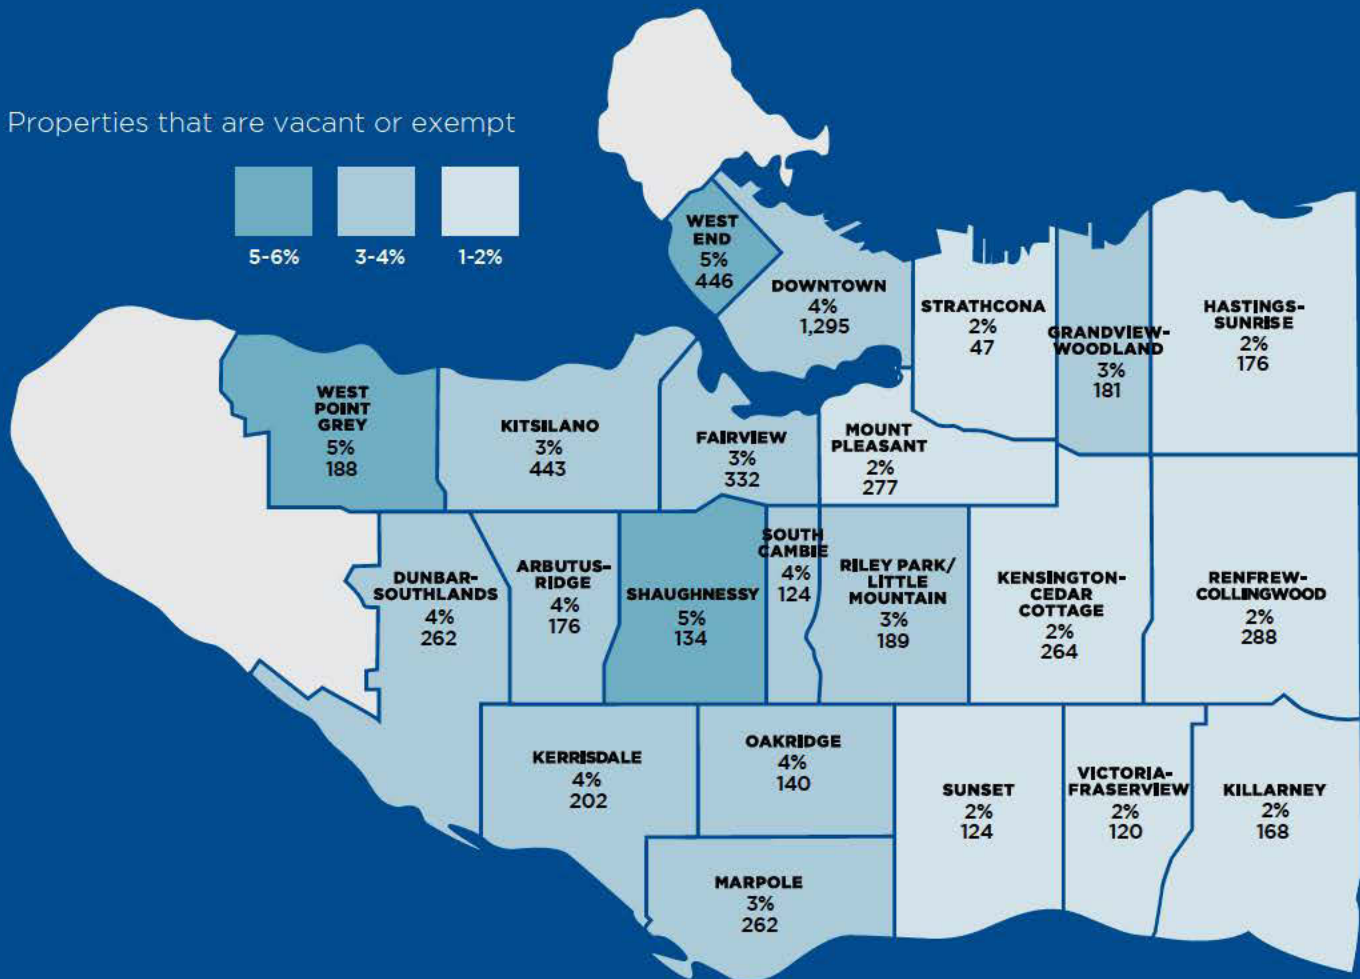 Properties that are vacant or exempt
5-6%
3-4%
1-2%
WEST
END
5%
446
DOWNTOWN
4%
1,295
STRATHCONA
2%
47
GRANDVIEW-
WOODLAND
3%
181
HASTINGS-
SUNRISE
2%
176
WEST
POINT
GREY
5%
188
KITSILANO
3%
443
FAIRVIEW
3%
332
MOUNT
PLEASANT
2%
277
DUNBAR-
SOUTHLANDS
4%
262
ARBUTUS-
RIDGE
4%
176
SHAUGHNESSY
5%
134
SOUTH
CAMBIE
4%
124
RILEY PARK/
LITTLE
MOUNTAIN
3%
189
KENSINGTON-
CEDAR
COTTAGE
2%
264
RENFREW-
COLLINGWOOD
2%
288
KERRISDALE
4%
202
OAKRIDGE
4%
140
SUNSET
2%
124
VICTORIA-
FRASERVIEW
2%
120
KILLARNEY
2%
168
MARPOLE
3%
262